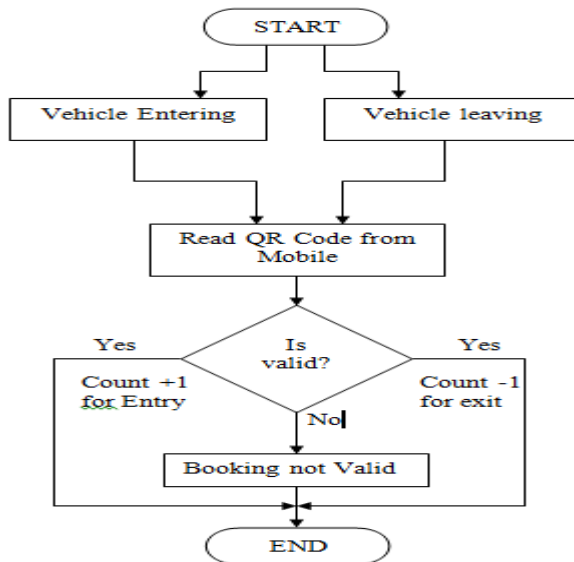 START
Vehicle Entering
Vehicle leaving
Read QR Code from
Mobile
Is
valid?
Yes
Count +1
for Entry
Yes
Count -1
for exit
No
Booking not Valid
END